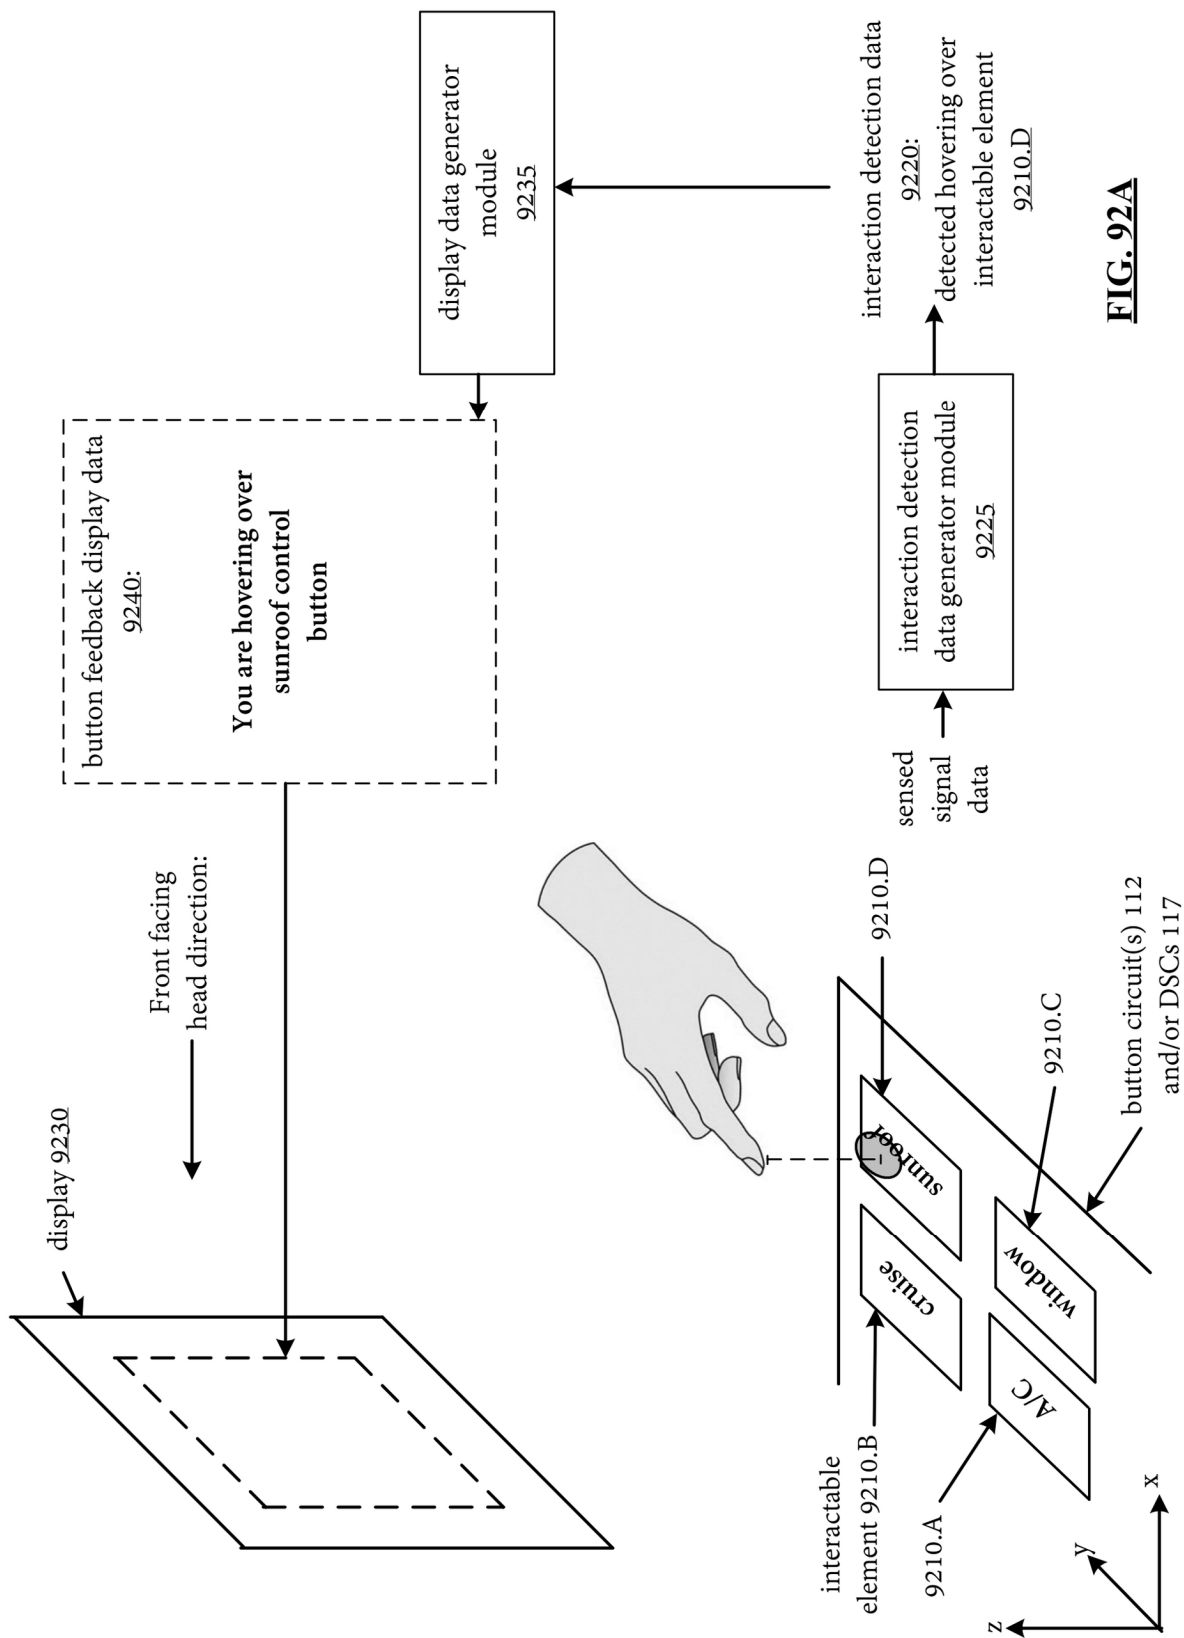 display 9230
Front facing
head direction:
button feedback display data
9240:
You are hovering over
sunroof control
button
display data generator
module
9235
interactable
element 9210.B
9210.A
cruise
sunroof
A/C
window
9210.D
9210.C
button circuit(s) 112
and/or DSCs 117
z
y
x
sensed
signal
data
interaction detection
data generator module
9225
interaction detection data
9220:
detected hovering over
interactable element
9210.D
FIG. 92A